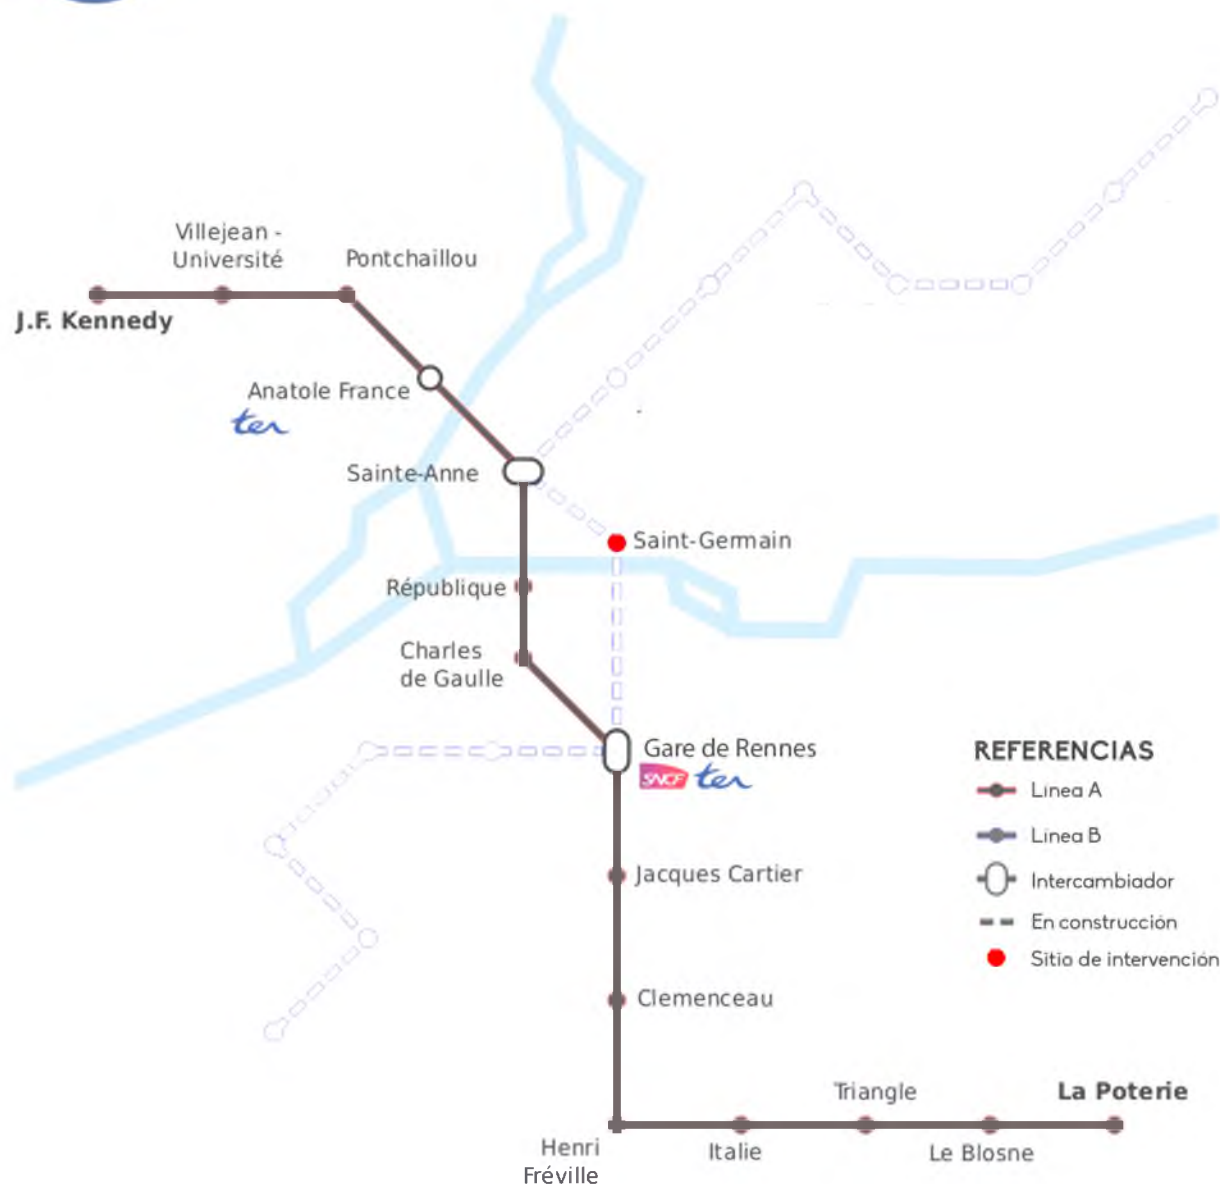 Villejean -
Université
Pontchaillou
J.F. Kennedy
Anatole France
ter
Sainte-Anne
Saint-Germain
République
Charles
de Gaulle
Gare de Rennes
SNCF ter
REFERENCIAS
Linea A
Linea B
Intercambiador
En construcción
Sitio de intervención
Jacques Cartier
Clemenceau
Triangle
La Poterie
Henri
Fréville
Italie
Le Blosne